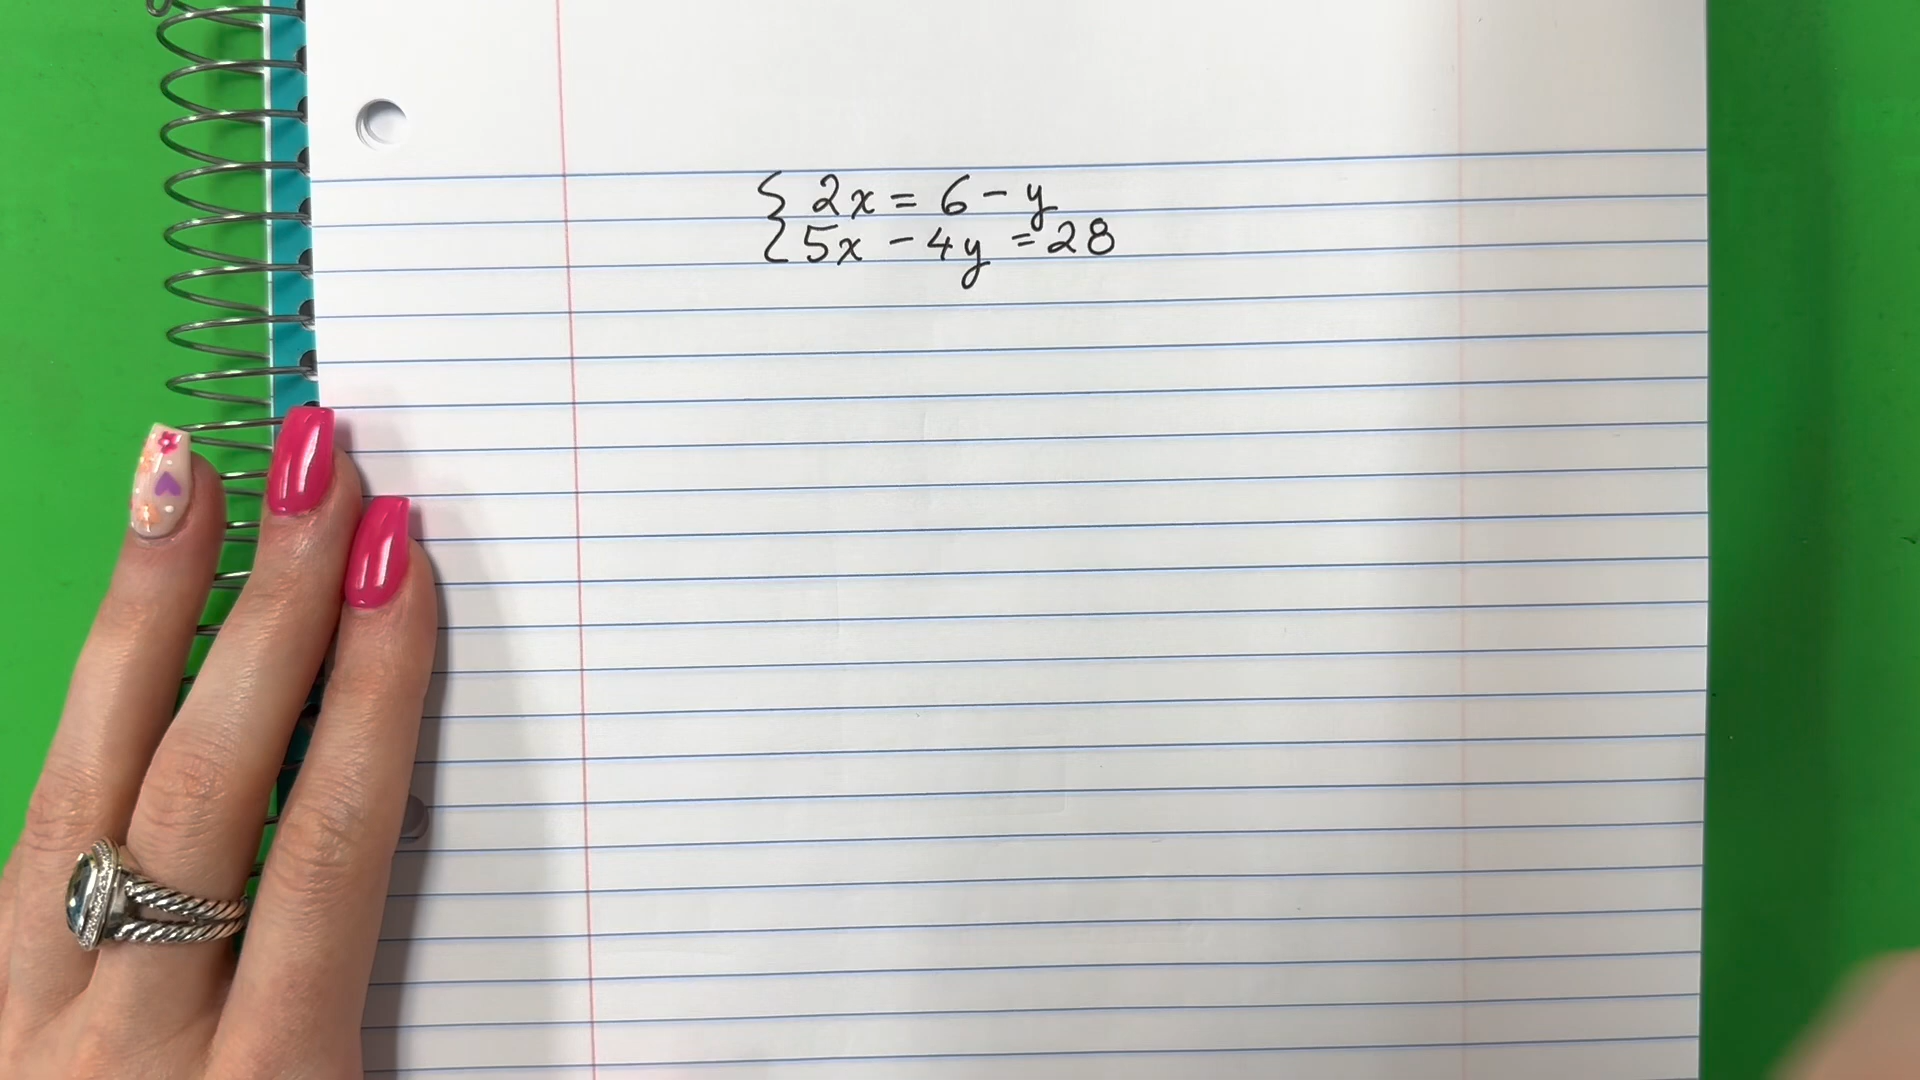 { 2x = 6 - y
5x - 4y = 28